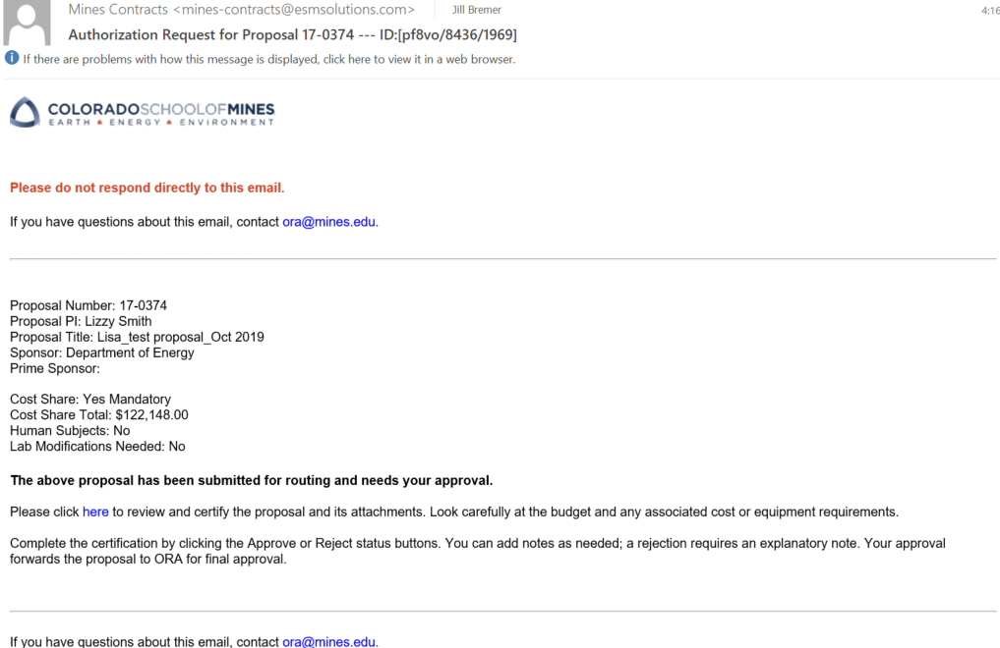 Mines Contracts <mines-contracts@esmsolutions.com> Jill Bremer 4:16
Authorization Request for Proposal 17-0374 --- ID:[pf8vo/8436/1969]
If there are problems with how this message is displayed, click here to view it in a web browser.
COLORADOSCHOOLOFMINES
EARTH • ENERGY • ENVIRONMENT
Please do not respond directly to this email.
If you have questions about this email, contact ora@mines.edu.
Proposal Number: 17-0374
Proposal PI: Lizzy Smith
Proposal Title: Lisa_test proposal_Oct 2019
Sponsor: Department of Energy
Prime Sponsor:
Cost Share: Yes Mandatory
Cost Share Total: $122,148.00
Human Subjects: No
Lab Modifications Needed: No
The above proposal has been submitted for routing and needs your approval.
Please click here to review and certify the proposal and its attachments. Look carefully at the budget and any associated cost or equipment requirements.
Complete the certification by clicking the Approve or Reject status buttons. You can add notes as needed; a rejection requires an explanatory note. Your approval
forwards the proposal to ORA for final approval.
If you have questions about this email, contact ora@mines.edu.